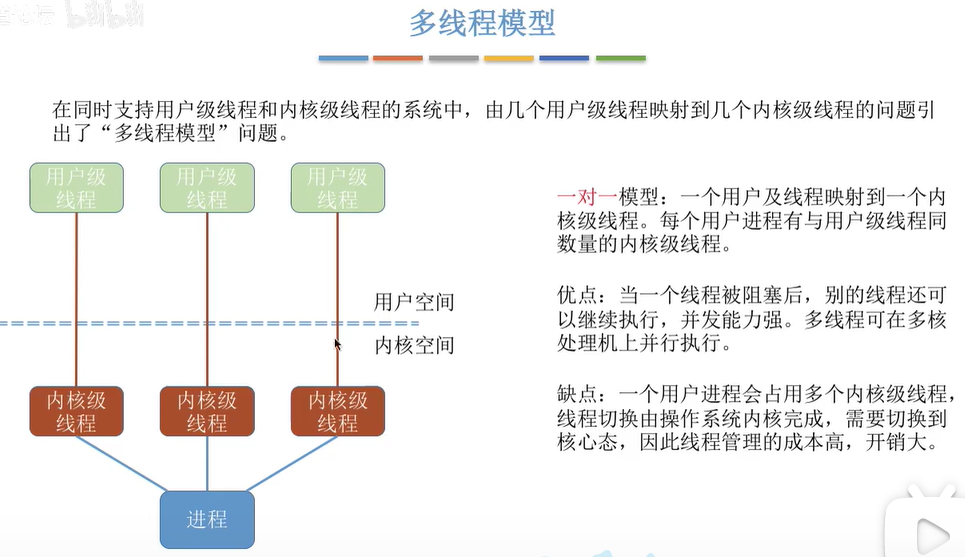 bilibili
多线程模型
在同时支持用户级线程和内核级线程的系统中，由几个用户级线程映射到几个内核级线程的问题引
出了“多线程模型”问题。
用户级
线程
用户级
线程
用户级
线程
用户空间
内核空间
内核级
线程
内核级
线程
内核级
线程
进程
一对一模型：一个用户及线程映射到一个内
核级线程。每个用户进程有与用户级线程同
数量的内核级线程。
优点：当一个线程被阻塞后，别的线程还可
以继续执行，并发能力强。多线程可在多核
处理机上并行执行。
缺点：一个用户进程会占用多个内核级线程，
线程切换由操作系统内核完成，需要切换到
核心态，因此线程管理的成本高，开销大。